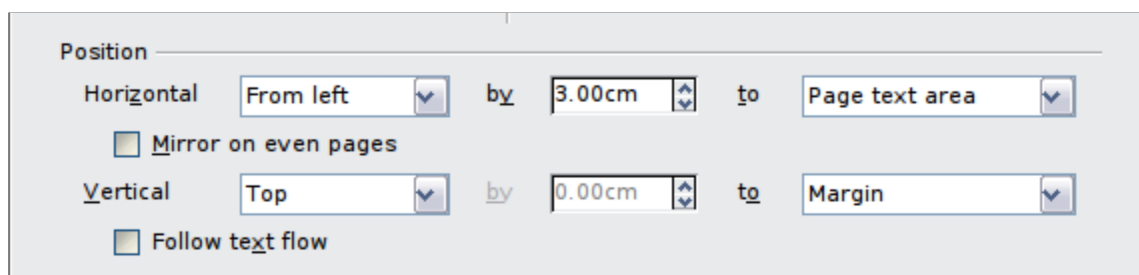 Position
Horizontal From left by 3.00cm to Page text area
Mirror on even pages
Vertical Top by 0.00cm to Margin
Follow text flow